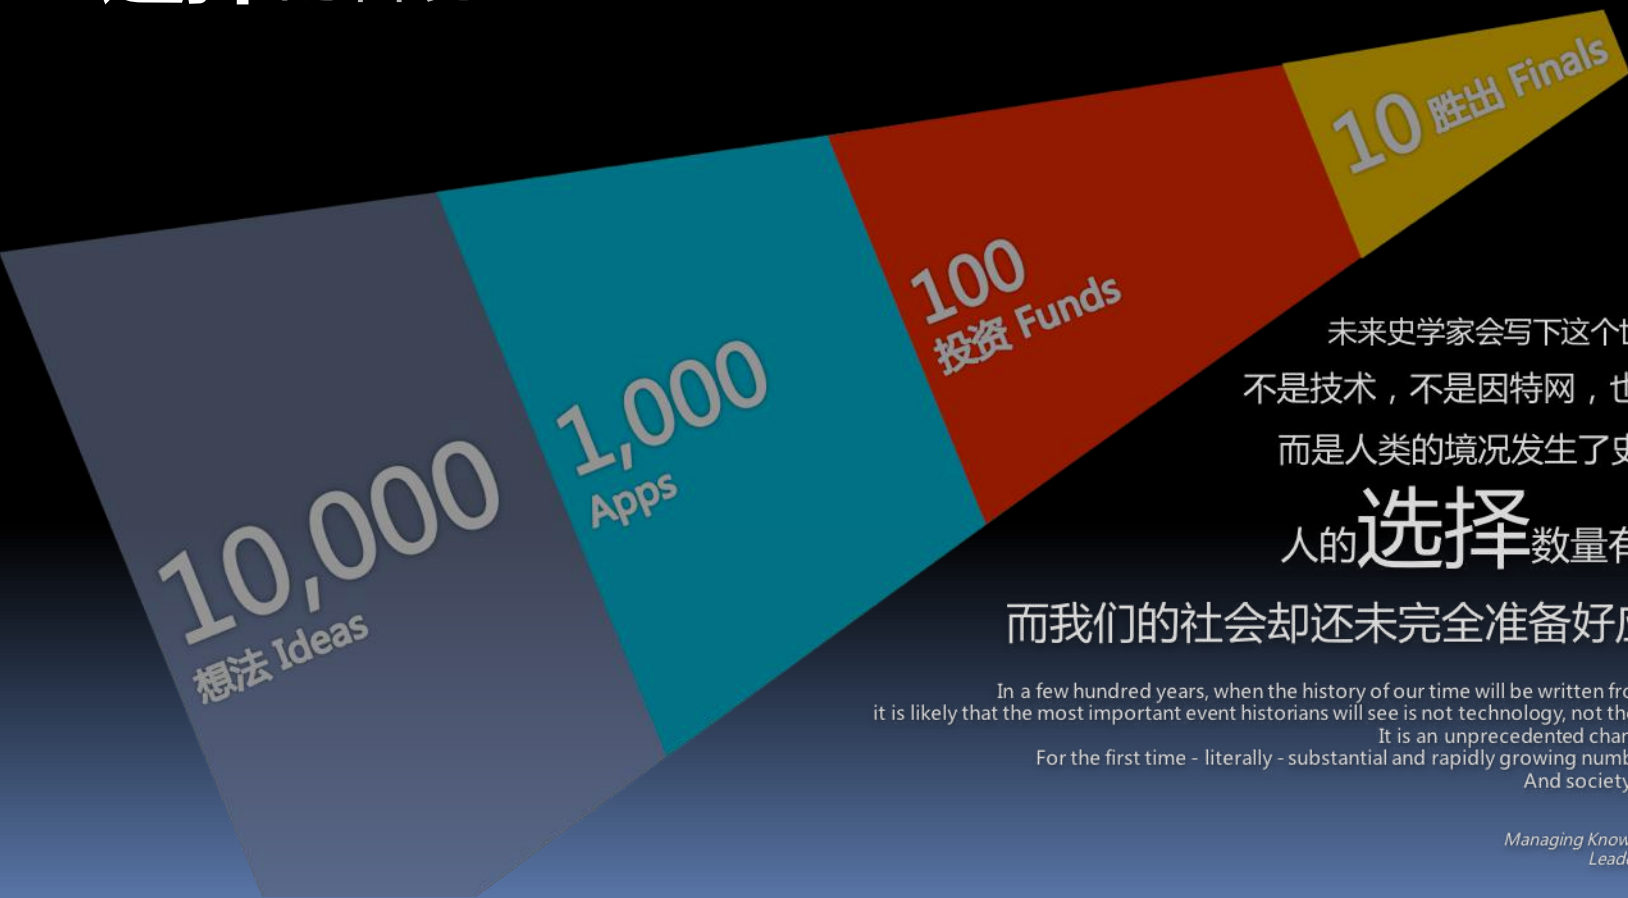 选择
10,000
想法 Ideas
1,000
Apps
100
投资 Funds
10 胜出 Finals
未来史学家会写下这个
不是技术，不是因特网，也
而是人类的境况发生了
人的选择数量有
而我们的社会却还未完全准备好
In a few hundred years, when the history of our time will be written
it is likely that the most important event historians will see is not technology, not
It is an unprecedented
For the first time - literally - substantial and rapidly growing
And society
Managing